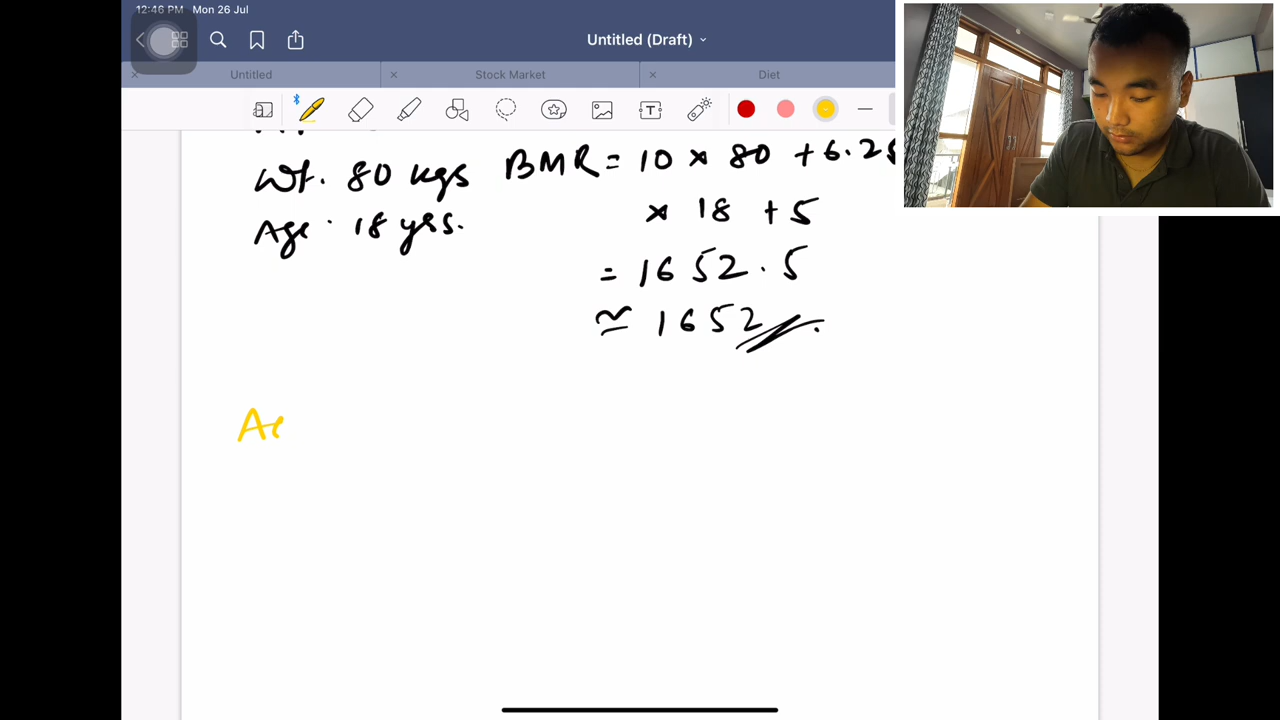 12:46 PM Mon 26 Jul
Untitled (Draft)
Untitled
Stock Market
Diet
T
Wt. 80 kgs
Age. 18 yrs.
BMR = 10 × 80 + 6.25
× 18 + 5
= 1652.5
≅ 1652